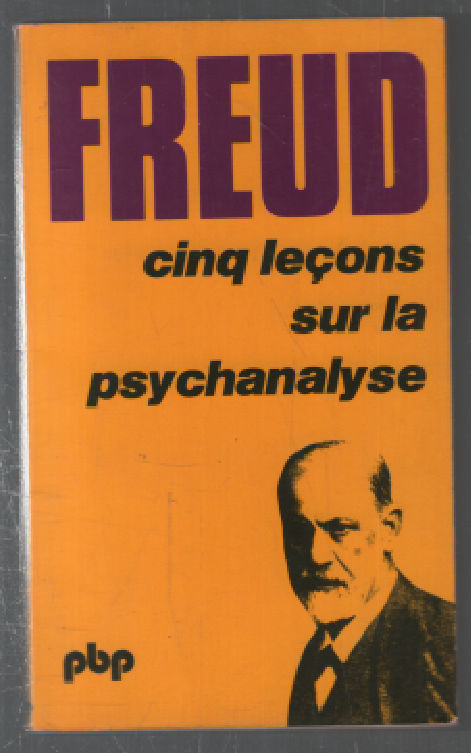 FREUD
cinq leçons
sur la
psychanalyse
pbp